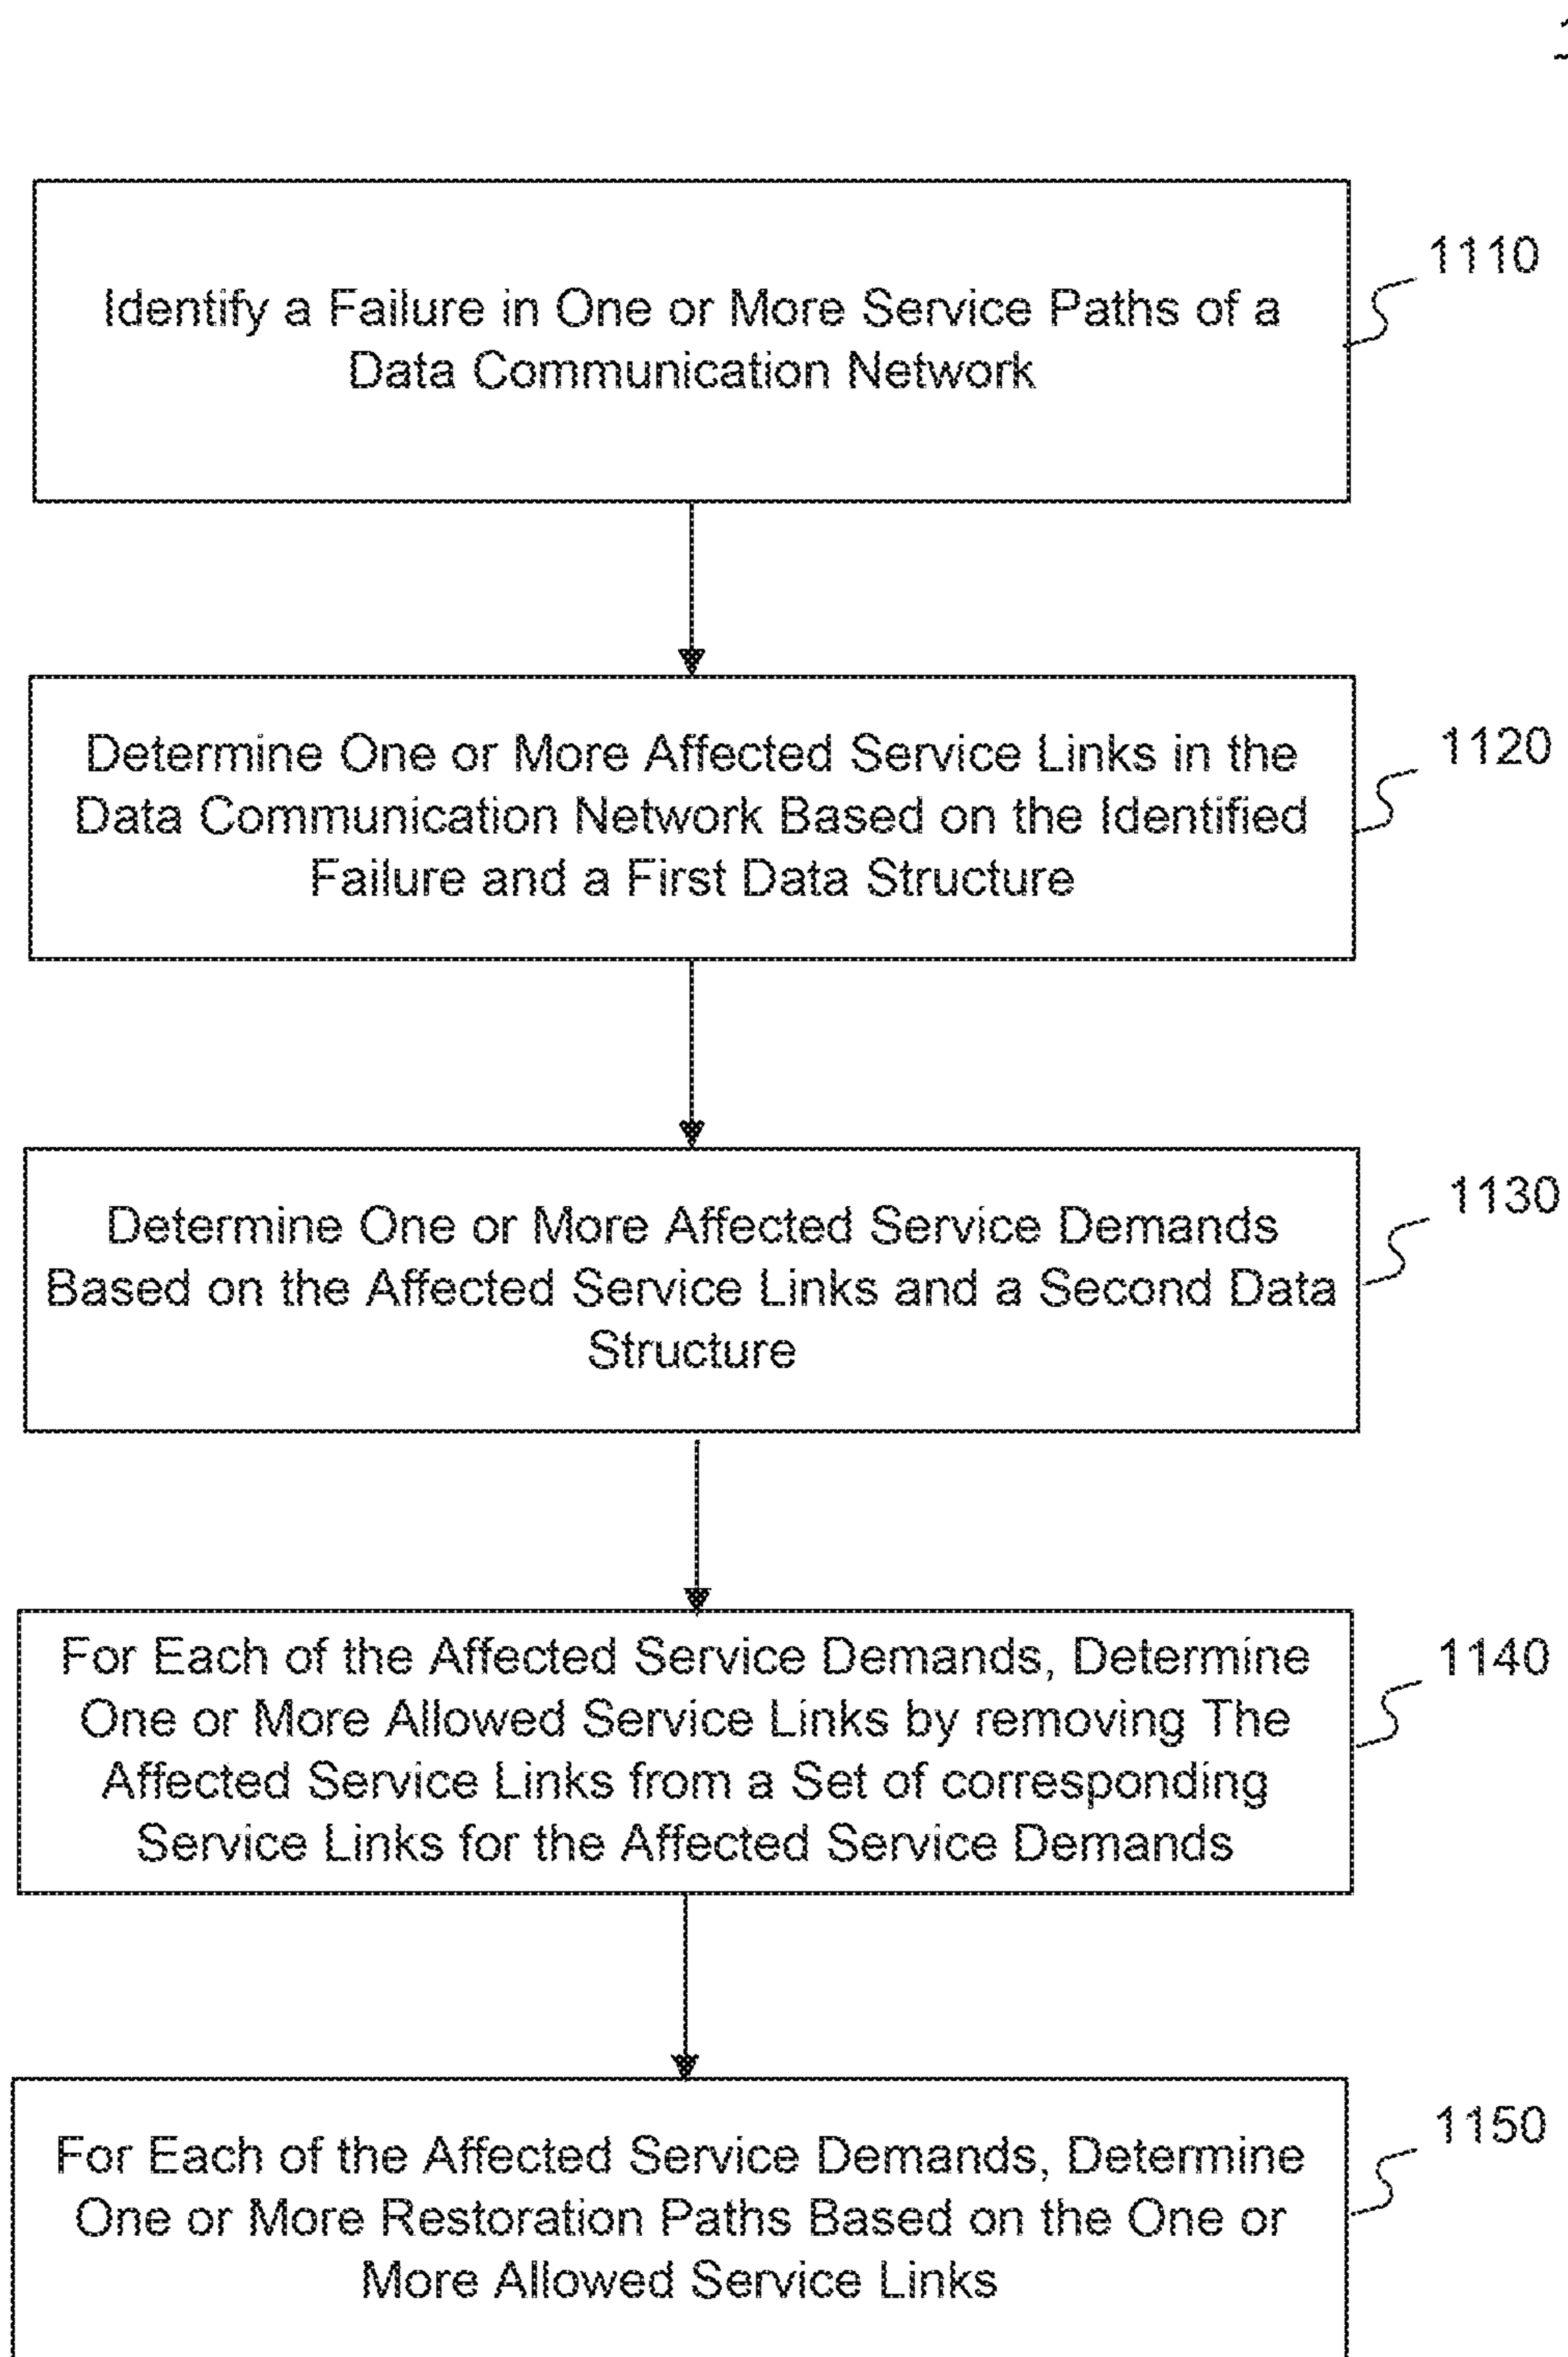 1110
Identify a Failure in One or More Service Paths of a
Data Communication Network
1120
Determine One or More Affected Service Links in the
Data Communication Network Based on the Identified
Failure and a First Data Structure
1130
Determine One or More Affected Service Demands
Based on the Affected Service Links and a Second Data
Structure
1140
For Each of the Affected Service Demands, Determine
One or More Allowed Service Links by removing The
Affected Service Links from a Set of corresponding
Service Links for the Affected Service Demands
1150
For Each of the Affected Service Demands, Determine
One or More Restoration Paths Based on the One or
More Allowed Service Links